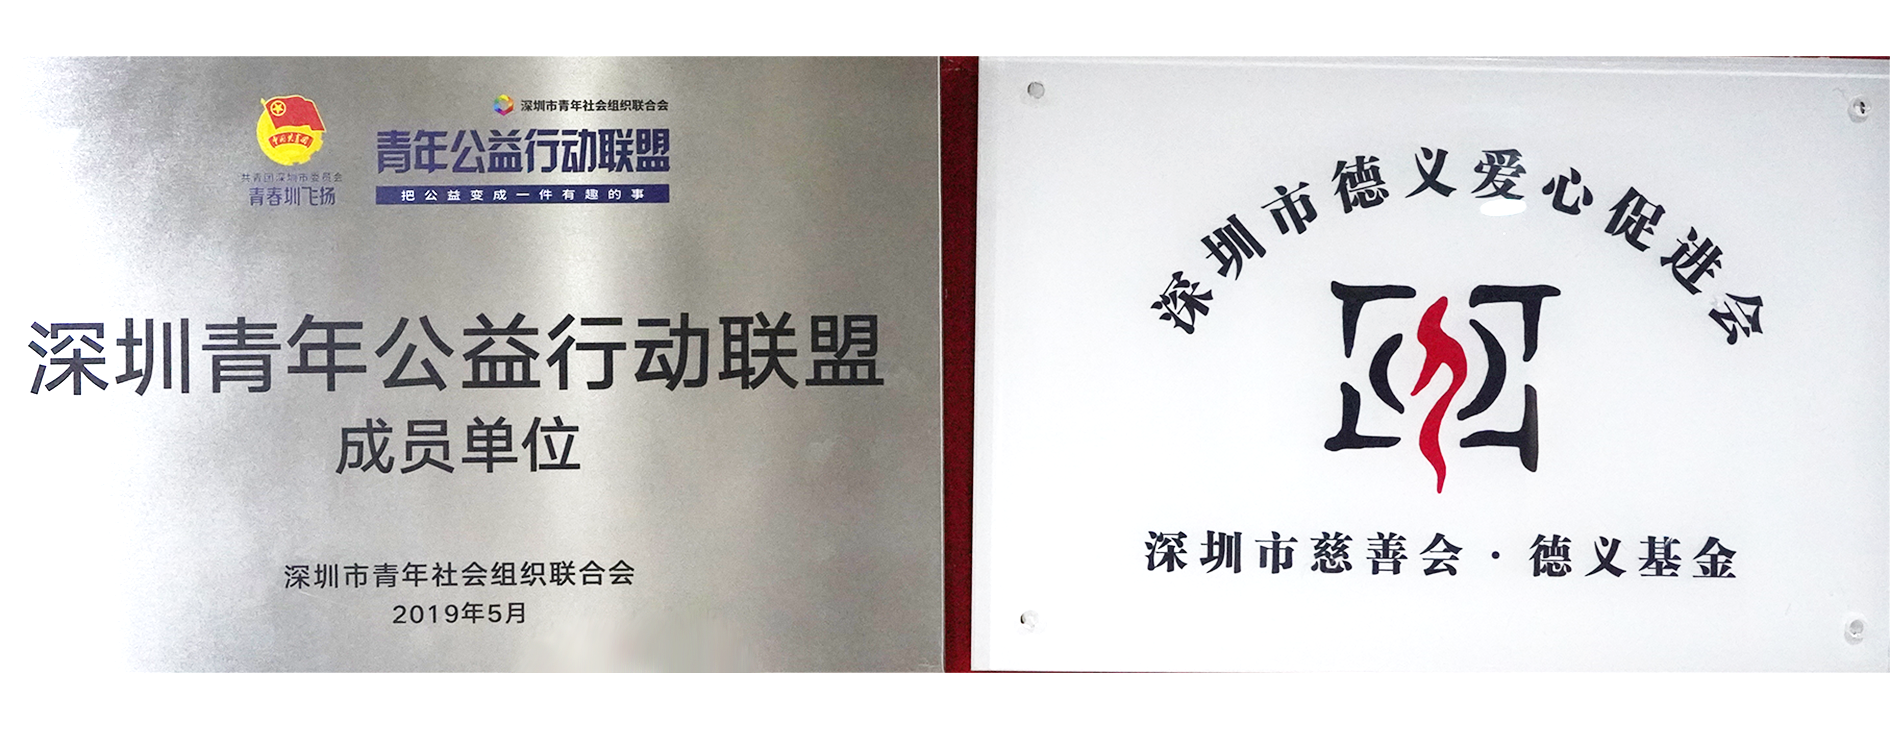 中国共青团
共青团深圳市委员会
青春圳飞扬
深圳市青年社会组织联合会
青年公益行动联盟
把公益变成一件有趣的事
深圳青年公益行动联盟
成员单位
深圳市青年社会组织联合会
2019年5月
深圳市德义爱心促进会
深圳市慈善会·德义基金